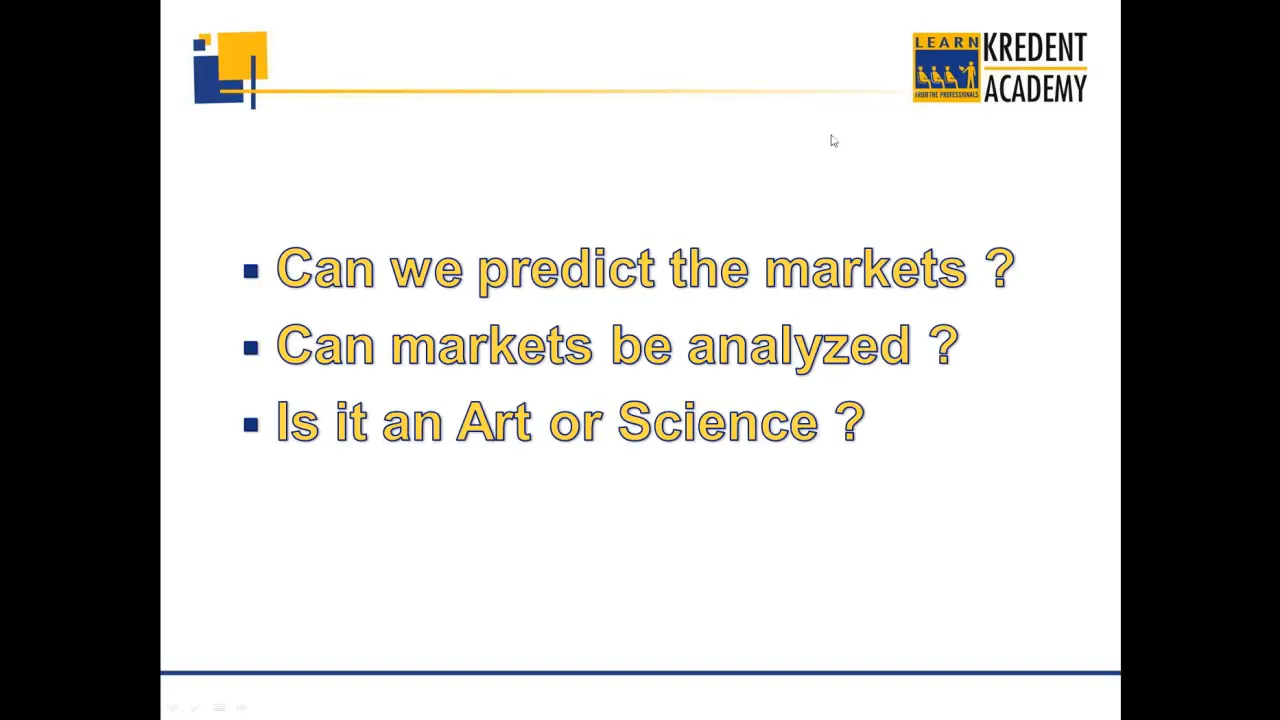 LEARN
FROM THE PROFESSIONALS
KREDENT
ACADEMY
Can we predict the markets ?
Can markets be analyzed ?
Is it an Art or Science ?